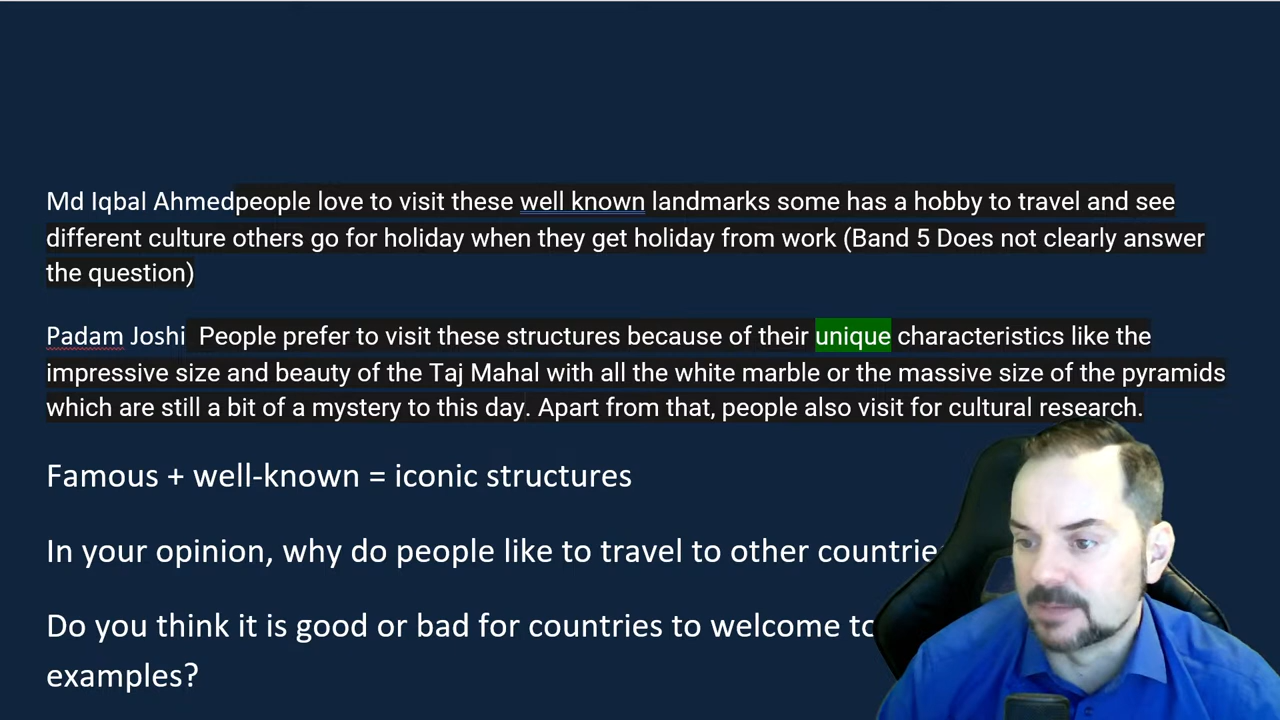 Md Iqbal Ahmedpeople love to visit these well known landmarks some has a hobby to travel and see
different culture others go for holiday when they get holiday from work (Band 5 Does not clearly answer
the question)
Padam Joshi People prefer to visit these structures because of their unique characteristics like the
impressive size and beauty of the Taj Mahal with all the white marble or the massive size of the pyramids
which are still a bit of a mystery to this day. Apart from that, people also visit for cultural research.
Famous + well-known = iconic structures
In your opinion, why do people like to travel to other
Do you think it is good or bad for countries to welcome
examples?